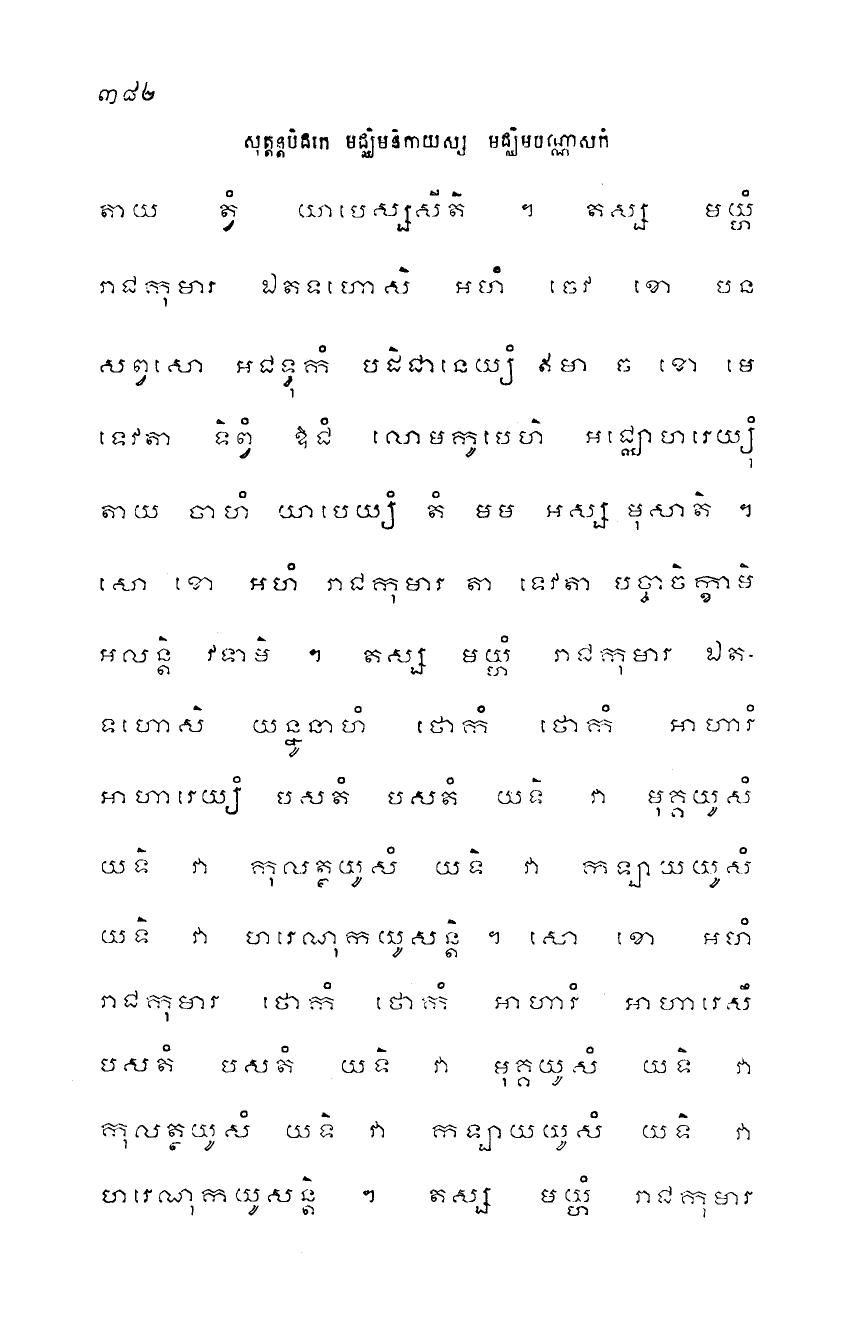 ៣៨២
សុត្តន្តបិដកេ មជ្ឈិមនិកាយស្ស មជ្ឈិមបណ្ណាសកំ
តាយ ត្វំ យាបេស្សសីតិ ។ តស្ស មយ្ហំ
រាជកុមារ ឯតទហោសិ អហំ ចេវ ខោ បន
សព្វសោ អជទ្ធុកំ បដិជានេយ្យំ ឥមា ច ខោ មេ
ទេវតា ទិព្វំ ឱជំ លោមកូបេហិ អជ្ឈោហារេយ្យុំ
តាយ ចាហំ យាបេយ្យំ តំ មម អស្ស មុសាតិ ។
សោ ខោ អហំ រាជកុមារ តា ទេវតា បច្ចាចិក្ខាមិ
អលន្តិ វទាមិ ។ តស្ស មយ្ហំ រាជកុមារ ឯត-
ទហោសិ យន្នូនាហំ ថោកំ ថោកំ អាហារំ
អាហារេយ្យំ បសតំ បសតំ យទិ វា មុគ្គយូសំ
យទិ វា កុលត្ថយូសំ យទិ វា កឡាយយូសំ
យទិ វា ហរេណុកយូសន្តិ ។ សោ ខោ អហំ
រាជកុមារ ថោកំ ថោកំ អាហារំ អាហារេសឹ
បសតំ បសតំ យទិ វា មុគ្គយូសំ យទិ វា
កុលត្ថយូសំ យទិ វា កឡាយយូសំ យទិ វា
ហរេណុកយូសន្តិ ។ តស្ស មយ្ហំ រាជកុមារ